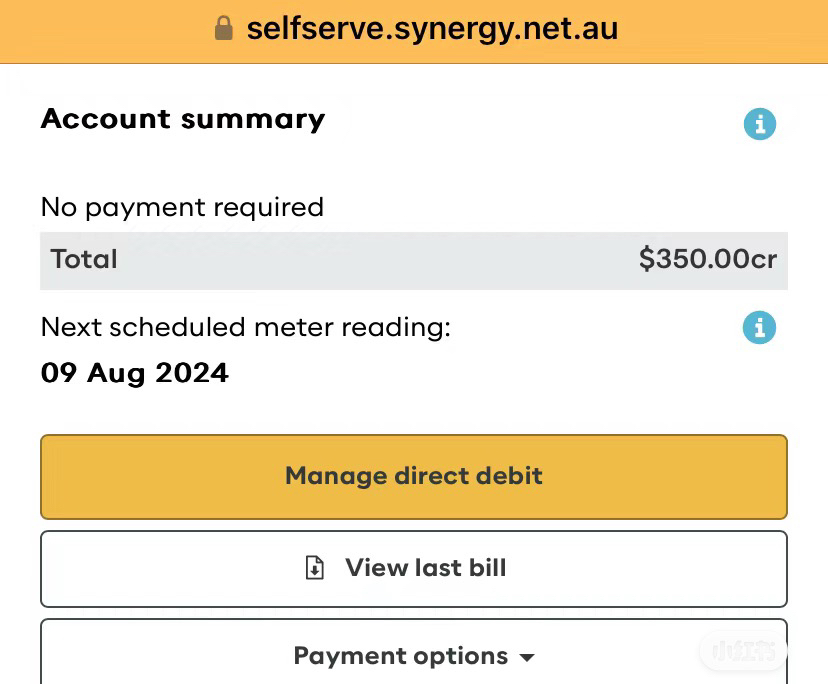 selfserve.synergy.net.au
Account summary
No payment required
Total $350.00cr
Next scheduled meter reading:
09 Aug 2024
Manage direct debit
View last bill
Payment options
小红书